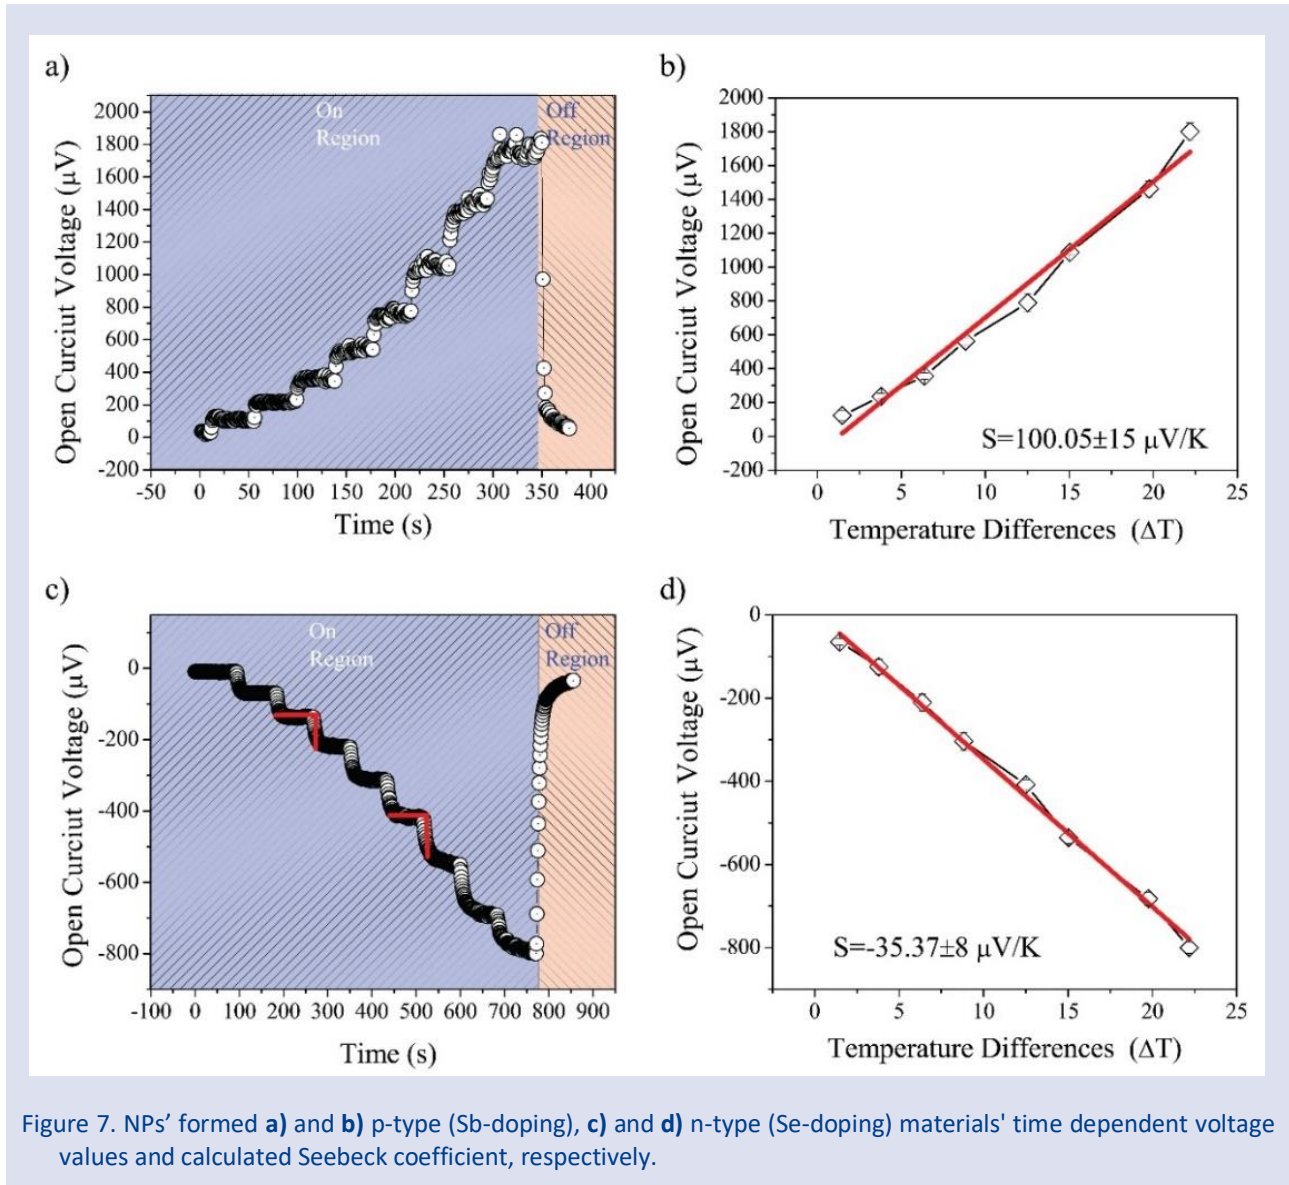 a)
On
Region
Off
Region
2000
1800
1600
1400
1200
1000
800
600
400
200
0
-200
Open Curciut Voltage (µV)
-50 0 50 100 150 200 250 300 350 400
Time (s)
b)
2000
1800
1600
1400
1200
1000
800
600
400
200
0
-200
Open Curciut Voltage (µV)
S=100.05±15 µV/K
0 5 10 15 20 25
Temperature Differences (ΔT)
c)
On
Region
Off
Region
0
-200
-400
-600
-800
Open Curciut Voltage (µV)
-100 0 100 200 300 400 500 600 700 800 900
Time (s)
d)
0
-200
-400
-600
-800
Open Curciut Voltage (µV)
S=-35.37±8 µV/K
0 5 10 15 20 25
Temperature Differences (ΔT)
Figure 7. NPs’ formed a) and b) p-type (Sb-doping), c) and d) n-type (Se-doping) materials' time dependent voltage
values and calculated Seebeck coefficient, respectively.